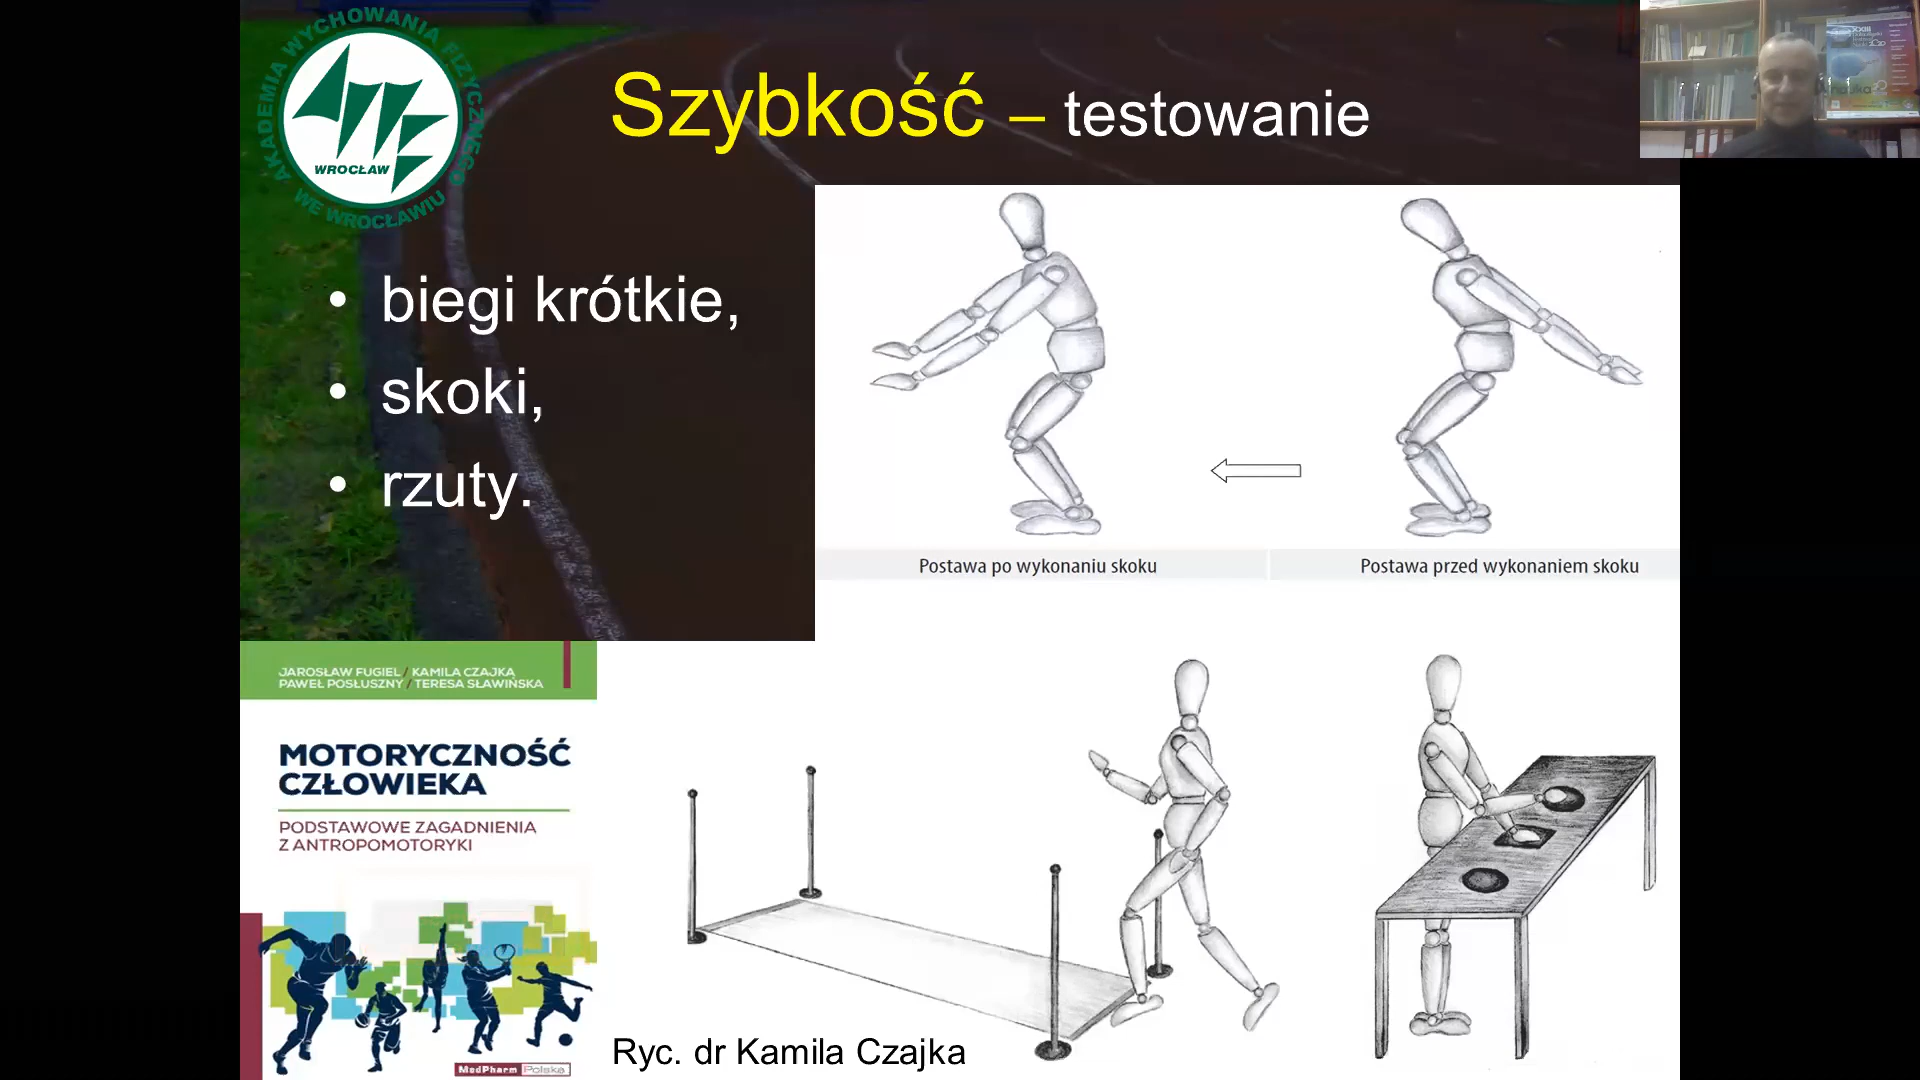 AKADEMIA WYCHOWANIA FIZYCZNEGO
WE WROCŁAWIU
WROCŁAW
Szybkość – testowanie
• biegi krótkie,
• skoki,
• rzuty.
Postawa po wykonaniu skoku
Postawa przed wykonaniem skoku
JAROSŁAW FUGIEL / KAMILA CZAJKA
PAWEŁ POSŁUSZNY / TERESA SŁAWIŃSKA
MOTORYCZNOŚĆ
CZŁOWIEKA
PODSTAWOWE ZAGADNIENIA
Z ANTROPOMOTORYKI
MedPharm Polska
Ryc. dr Kamila Czajka